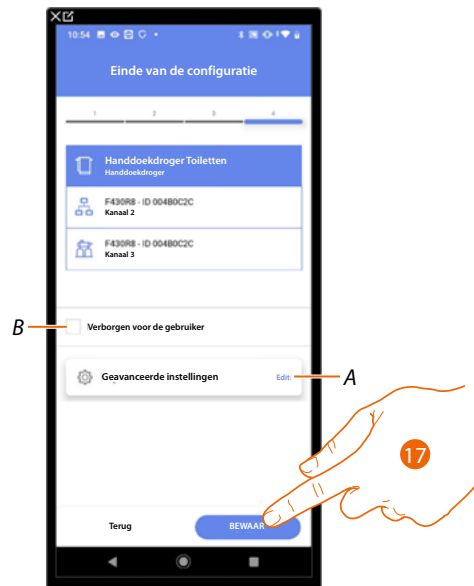 10:54
Einde van de configuratie
1 2 3 4
Handdoekdroger Toiletten
Handdoekdroger
F430R8 - ID 004B0C2C
Kanaal 2
F430R8 - ID 004B0C2C
Kanaal 3
B
Verborgen voor de gebruiker
Geavanceerde instellingen Edit.
A
17
Terug BEWAAR